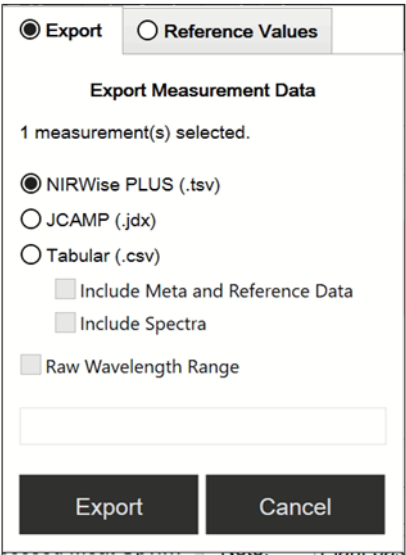 Export Reference Values
Export Measurement Data
1 measurement(s) selected.
NIRWise PLUS (.tsv)
JCAMP (.jdx)
Tabular (.csv)
Include Meta and Reference Data
Include Spectra
Raw Wavelength Range
Export Cancel